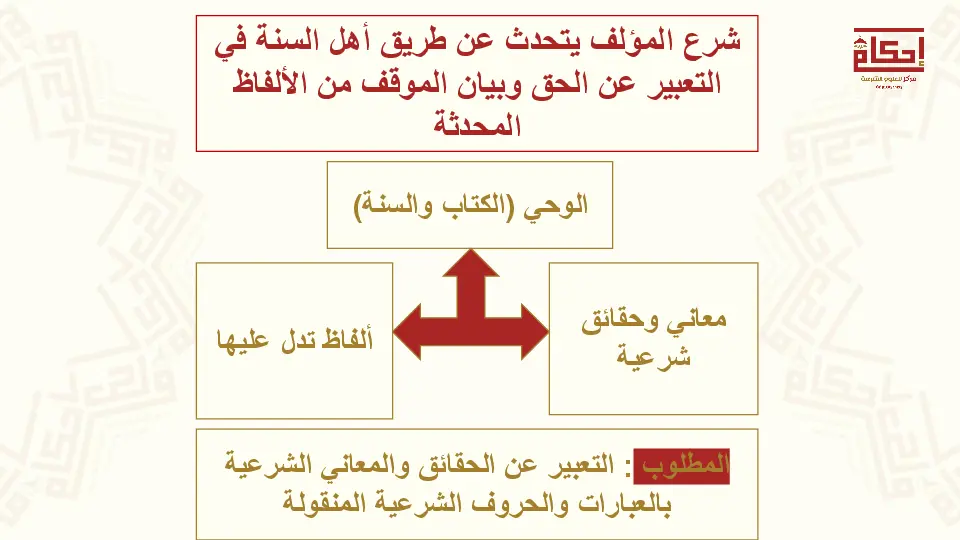 شرع المؤلف يتحدث عن طريق أهل السنة في
التعبير عن الحق وبيان الموقف من الألفاظ
المحدثة
إحكام
مركز للعلوم الشرعية
الوحي (الكتاب والسنة)
معاني وحقائق
شرعية
ألفاظ تدل عليها
المطلوب : التعبير عن الحقائق والمعاني الشرعية
بالعبارات والحروف الشرعية المنقولة